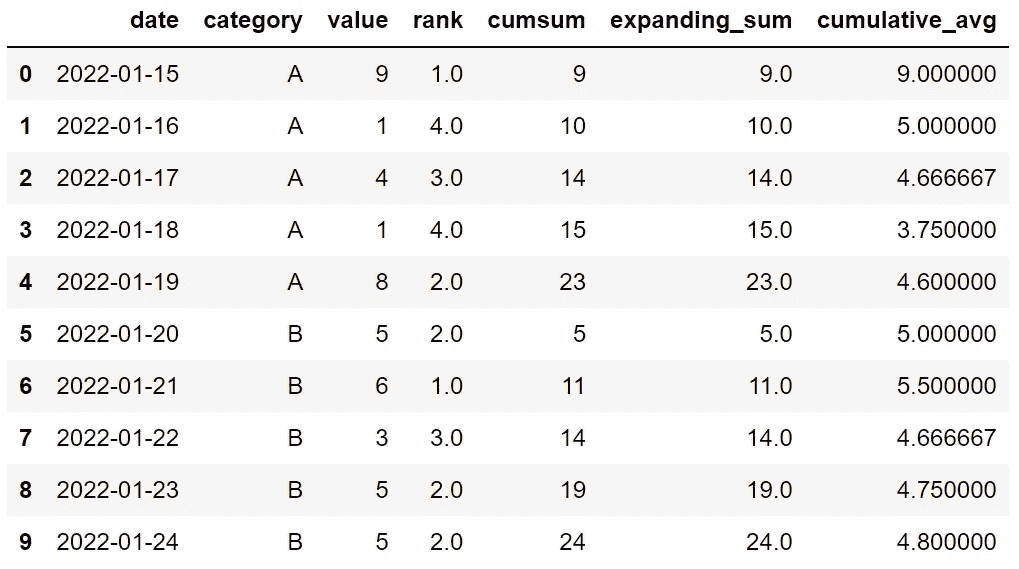 date category value rank cumsum expanding_sum cumulative_avg
0 2022-01-15 A 9 1.0 9 9.0 9.000000
1 2022-01-16 A 1 4.0 10 10.0 5.000000
2 2022-01-17 A 4 3.0 14 14.0 4.666667
3 2022-01-18 A 1 4.0 15 15.0 3.750000
4 2022-01-19 A 8 2.0 23 23.0 4.600000
5 2022-01-20 B 5 2.0 5 5.0 5.000000
6 2022-01-21 B 6 1.0 11 11.0 5.500000
7 2022-01-22 B 3 3.0 14 14.0 4.666667
8 2022-01-23 B 5 2.0 19 19.0 4.750000
9 2022-01-24 B 5 2.0 24 24.0 4.800000